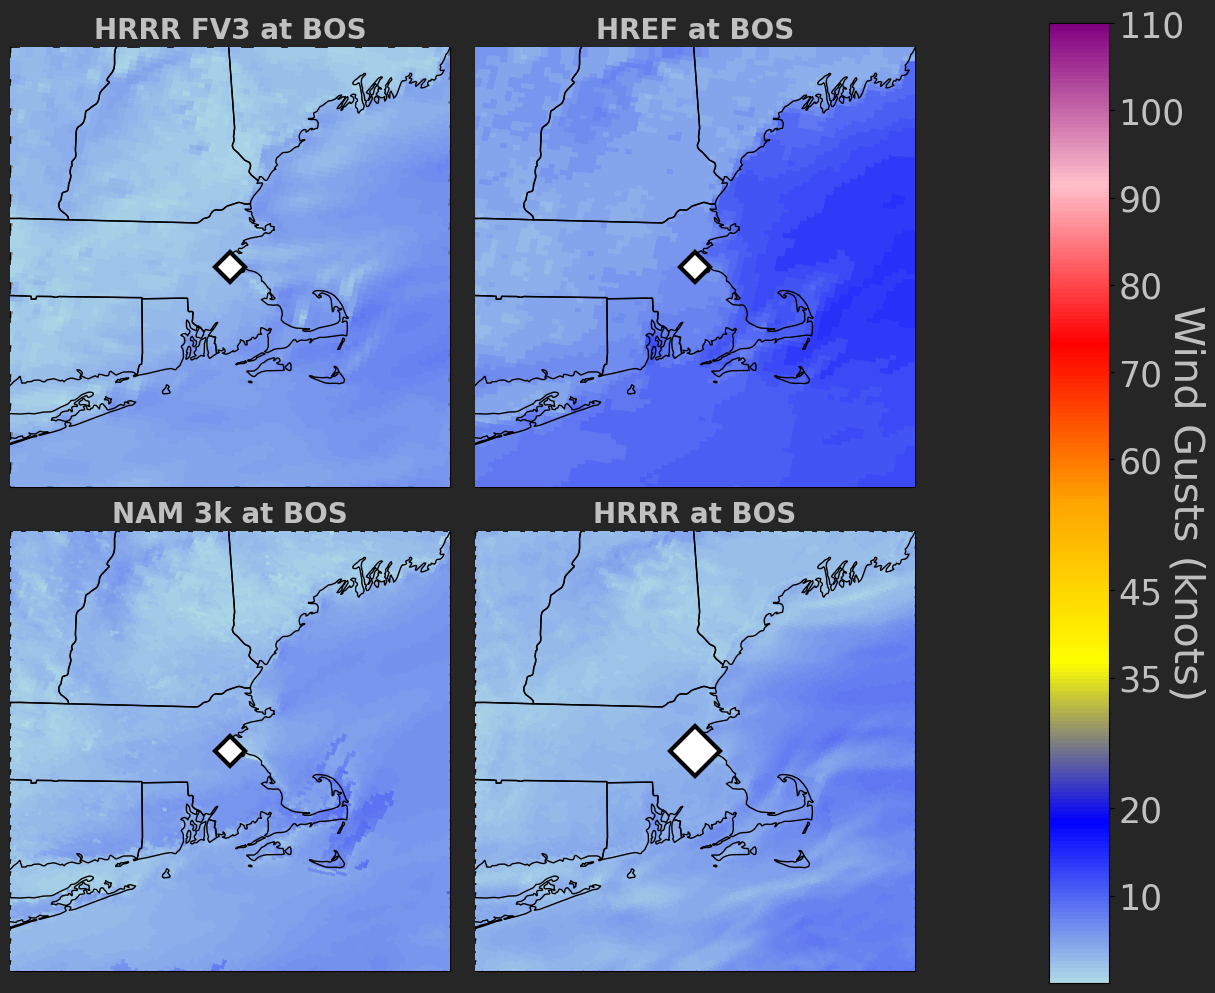 HRRR FV3 at BOS
HREF at BOS
NAM 3k at BOS
HRRR at BOS
110
100
90
80
70
60
45
35
20
10
Wind Gusts (knots)